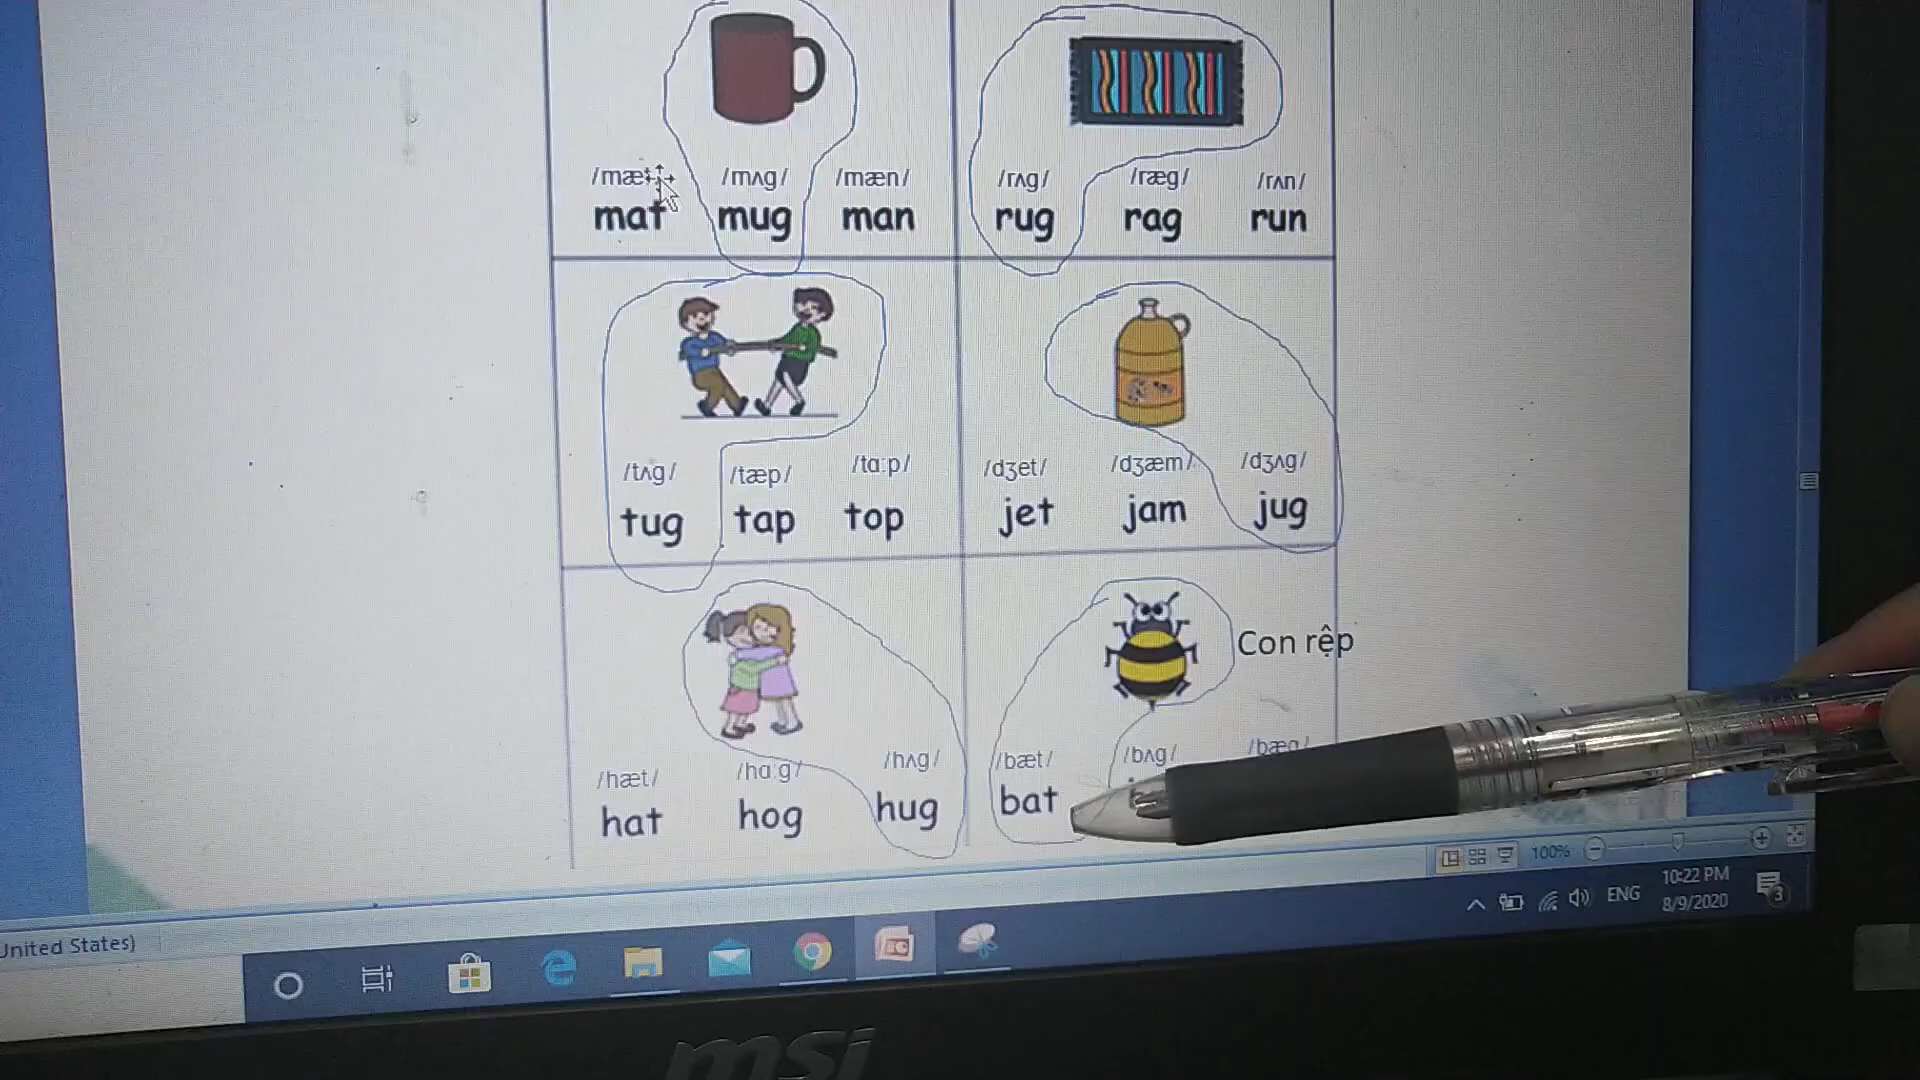 /mʌg/ /mæn/
mat mug man
/rʌg/ /ræg/ /rʌn/
rug rag run
/tʌg/ /tæp/ /tɑːp/
tug tap top
/dʒet/ /dʒæm/ /dʒʌg/
jet jam jug
/hæt/ /hɑːg/ /hʌg/
hat hog hug
Con rệp
/bæt/ /bʌg/ /bæg/
bat
100%
United States)
ENG
10:22 PM
8/9/2020
3
msi